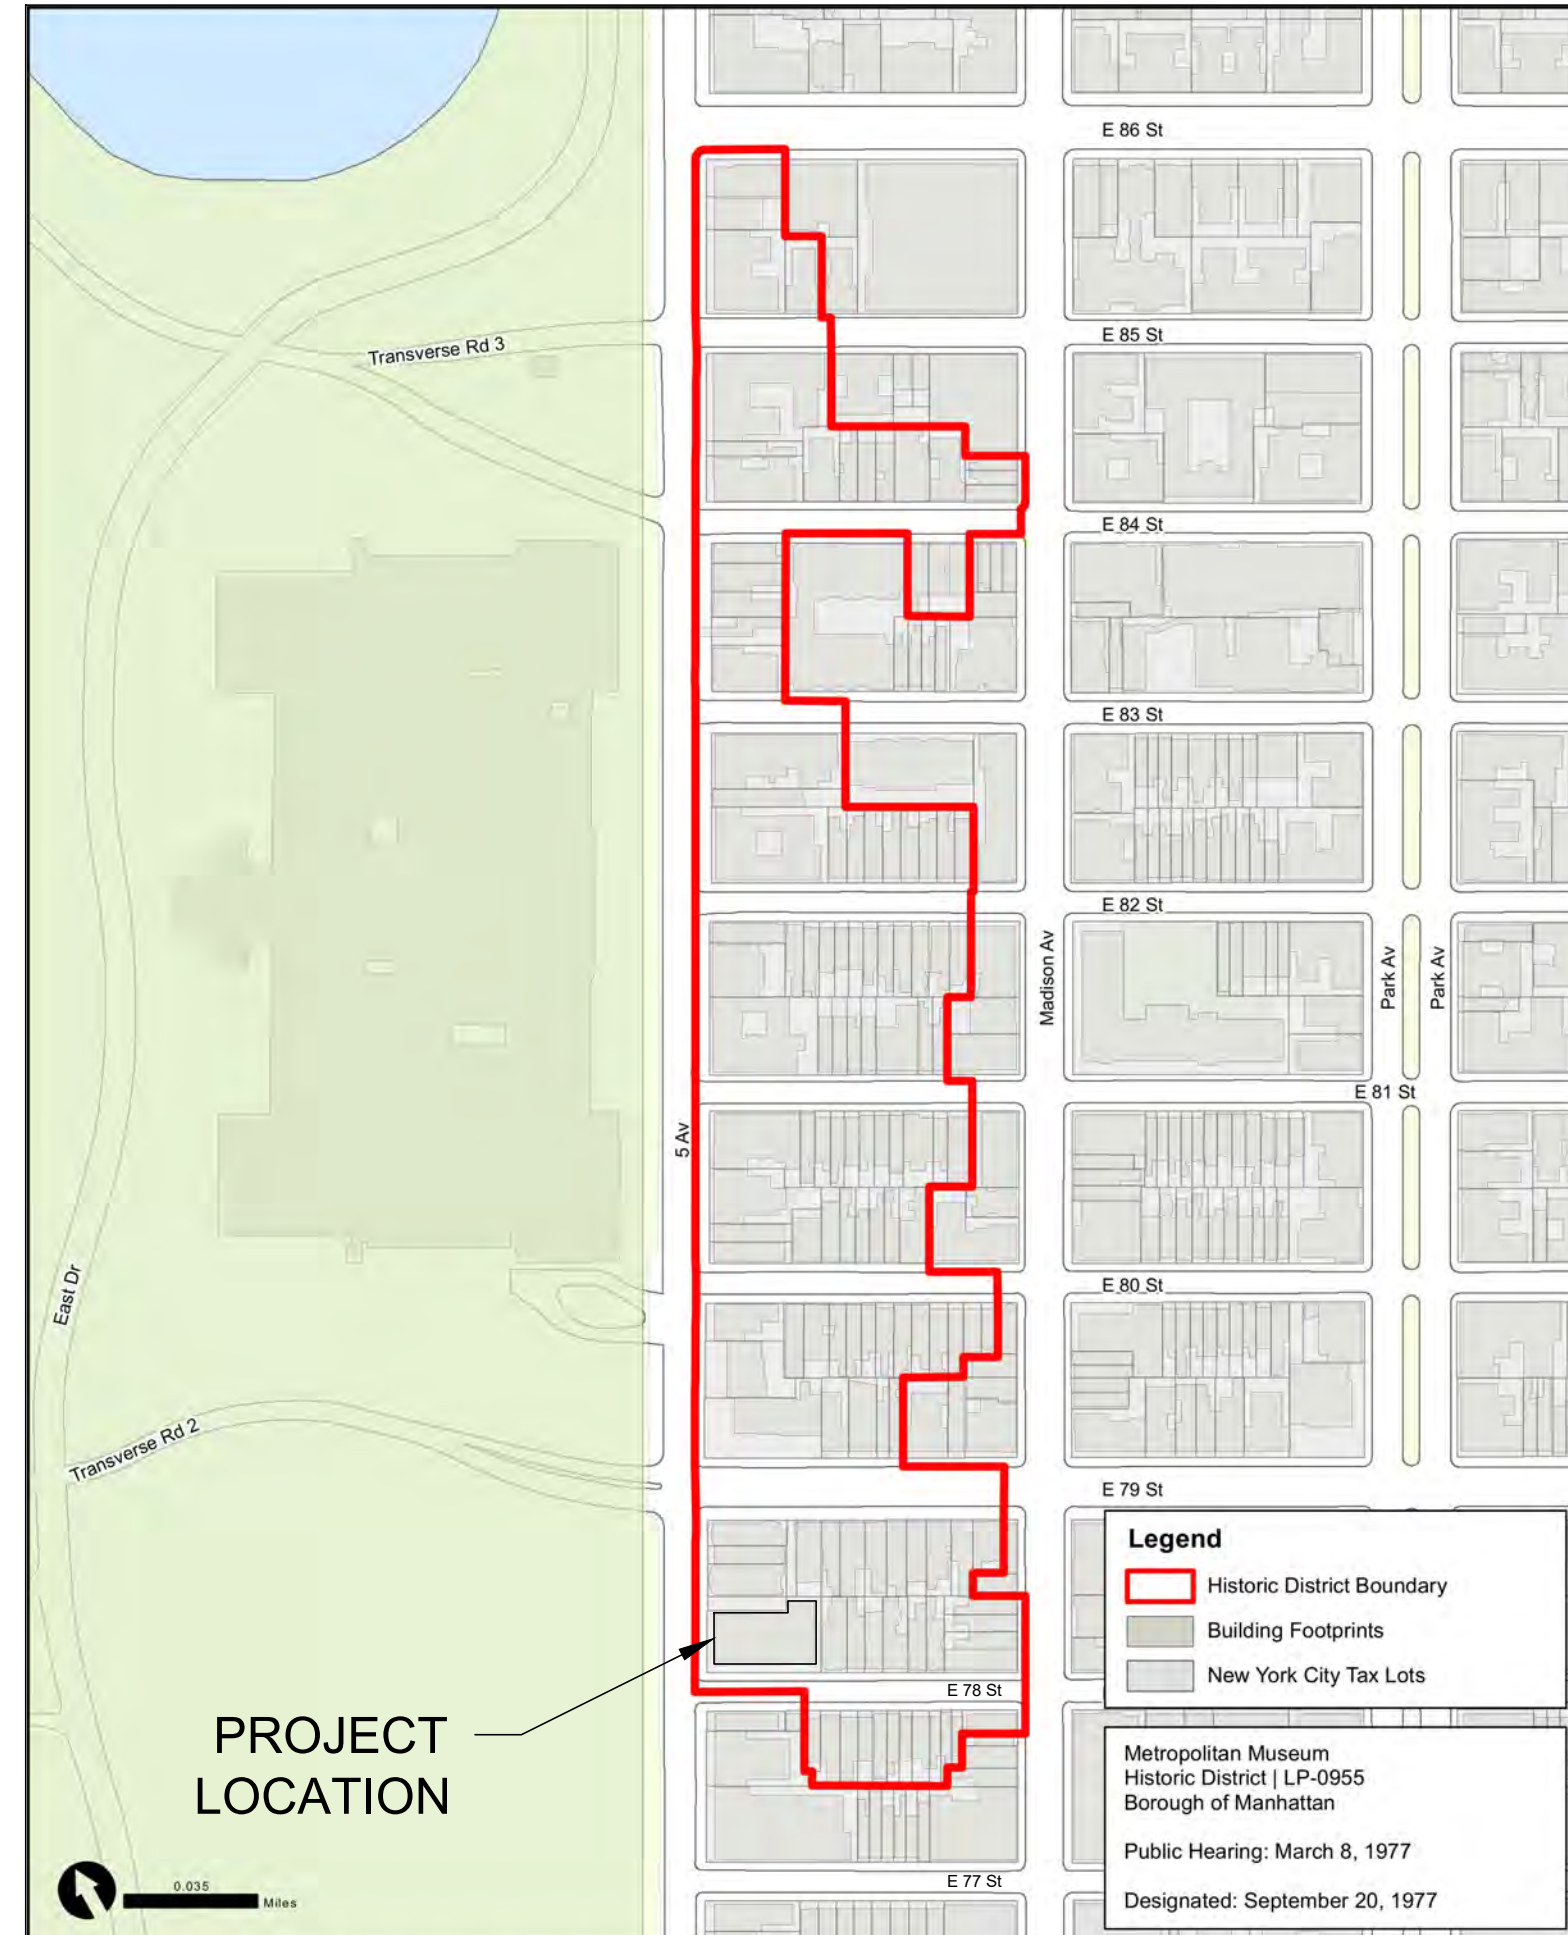 E 86 St
E 85 St
Transverse Rd 3
E 84 St
E 83 St
E 82 St
Madison Av
Park Av
Park Av
E 81 St
5 Av
East Dr
E 80 St
Transverse Rd 2
E 79 St
Legend
Historic District Boundary
Building Footprints
New York City Tax Lots
E 78 St
PROJECT
LOCATION
Metropolitan Museum
Historic District | LP-0955
Borough of Manhattan
Public Hearing: March 8, 1977
Designated: September 20, 1977
E 77 St
0.035
Miles